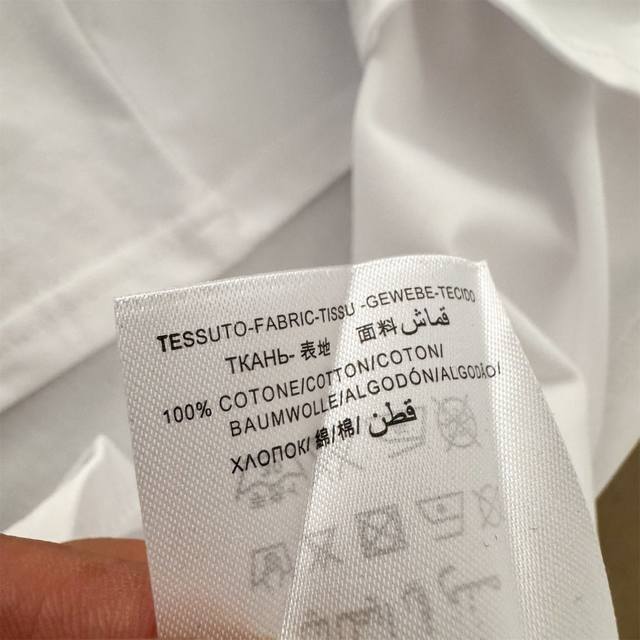 TESSUTO-FABRIC-TISSU-GEWEBE-TECIDO
ТКАНЬ- 表地 面料 قماش
100% COTONE/COTTON/COTON/
BAUMWOLLE/ALGODÓN/ALGODÃO/
ХЛОПОК/ 綿/棉/ قطن